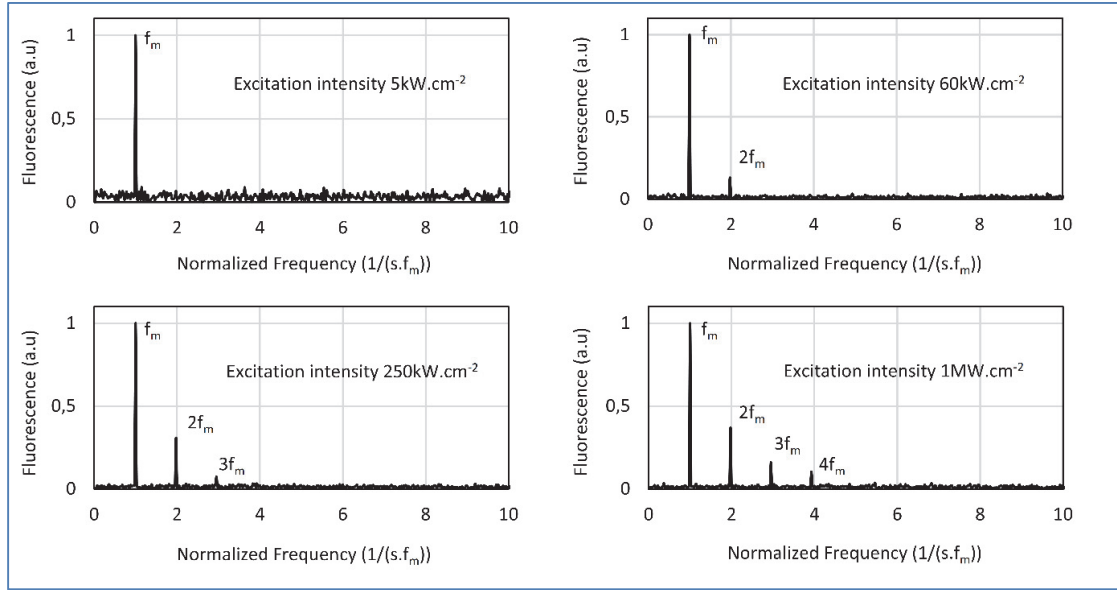 Fluorescence (a.u)
1
0,5
0
f_m
Excitation intensity 5kW.cm⁻²
0 2 4 6 8 10
Normalized Frequency (1/(s.f_m))
Fluorescence (a.u)
1
0,5
0
f_m
2f_m
Excitation intensity 60kW.cm⁻²
0 2 4 6 8 10
Normalized Frequency (1/(s.f_m))
Fluorescence (a.u)
1
0,5
0
f_m
2f_m
3f_m
Excitation intensity 250kW.cm⁻²
0 2 4 6 8 10
Normalized Frequency (1/(s.f_m))
Fluorescence (a.u)
1
0,5
0
f_m
2f_m
3f_m
4f_m
Excitation intensity 1MW.cm⁻²
0 2 4 6 8 10
Normalized Frequency (1/(s.f_m))